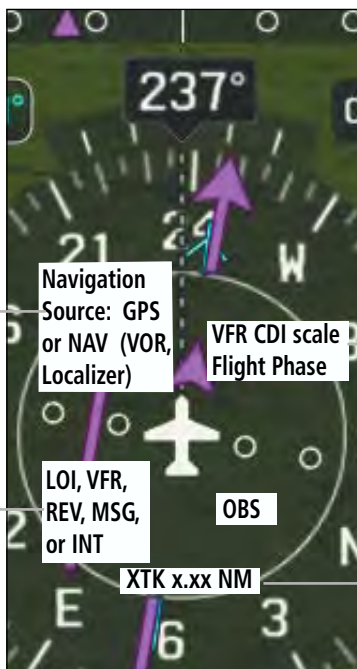 237°
24
21
W
Navigation
Source: GPS
or NAV (VOR,
Localizer)
VFR CDI scale
Flight Phase
LOI, VFR,
REV, MSG,
or INT
OBS
XTK x.xx NM
E
6
3
N